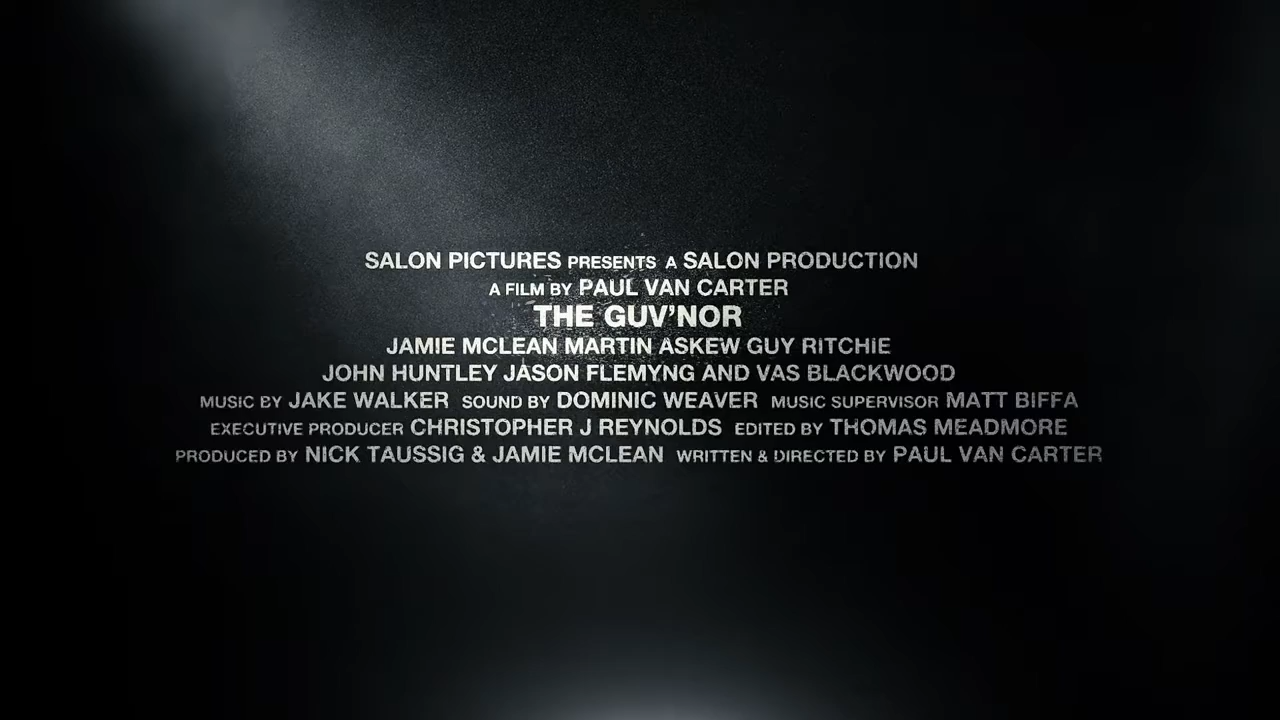 SALON PICTURES PRESENTS A SALON PRODUCTION
A FILM BY PAUL VAN CARTER
THE GUV'NOR
JAMIE MCLEAN MARTIN ASKEW GUY RITCHIE
JOHN HUNTLEY JASON FLEMYNG AND VAS BLACKWOOD
MUSIC BY JAKE WALKER SOUND BY DOMINIC WEAVER MUSIC SUPERVISOR MATT BIFFA
EXECUTIVE PRODUCER CHRISTOPHER J REYNOLDS EDITED BY THOMAS MEADMORE
PRODUCED BY NICK TAUSSIG & JAMIE MCLEAN WRITTEN & DIRECTED BY PAUL VAN CARTER